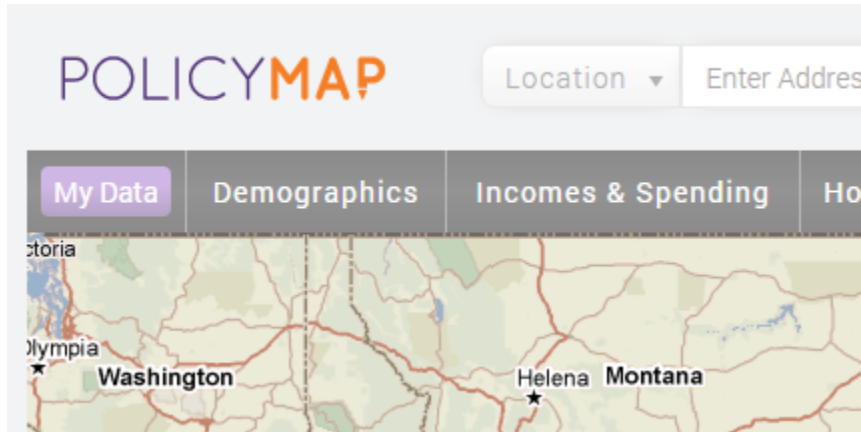 POLICYMAP
Location Enter Addres
My Data Demographics Incomes & Spending Ho
ctoria
Olympia
Washington
Helena Montana